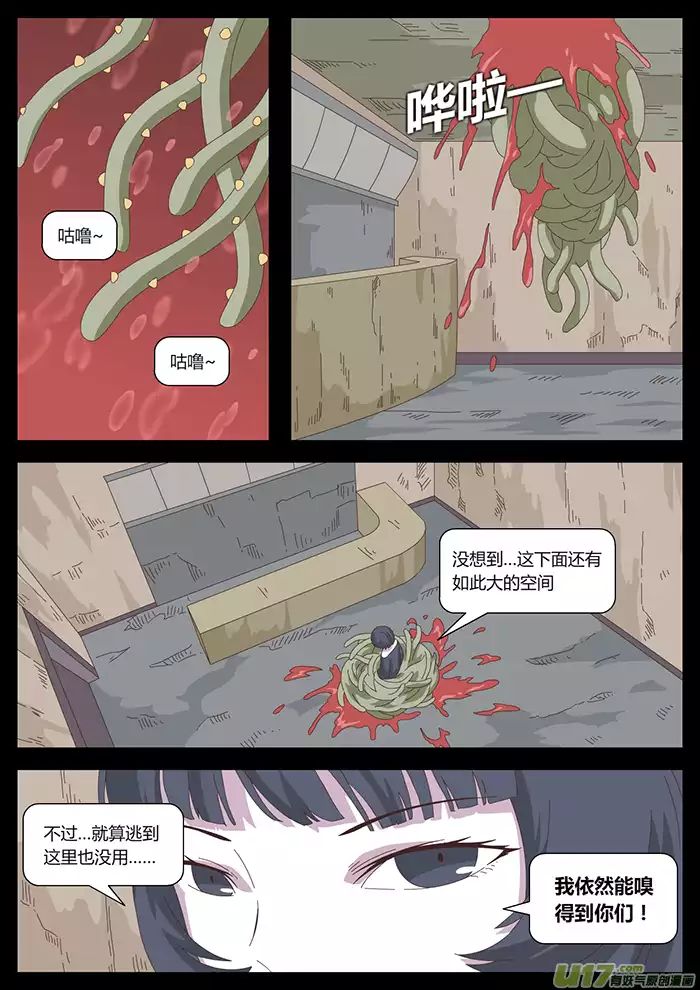 咕噜~
咕噜~
哗啦一
没想到...这下面还有
如此大的空间
不过...就算逃到
这里也没用......
我依然能嗅
得到你们！
U17.com
有妖气原创漫画